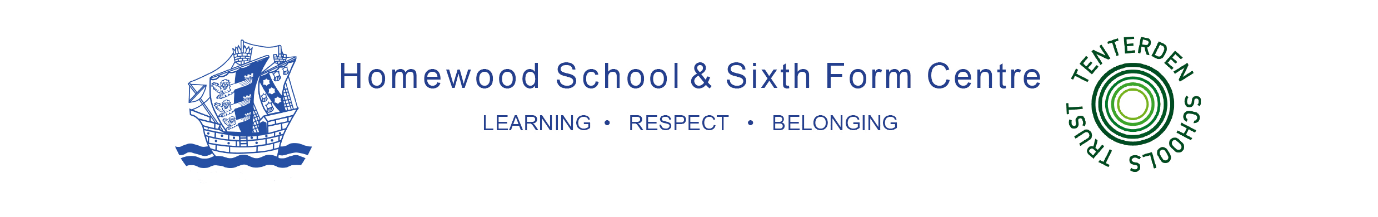 Homewood School & Sixth Form Centre
LEARNING • RESPECT • BELONGING
TENTERDEN SCHOOLS TRUST